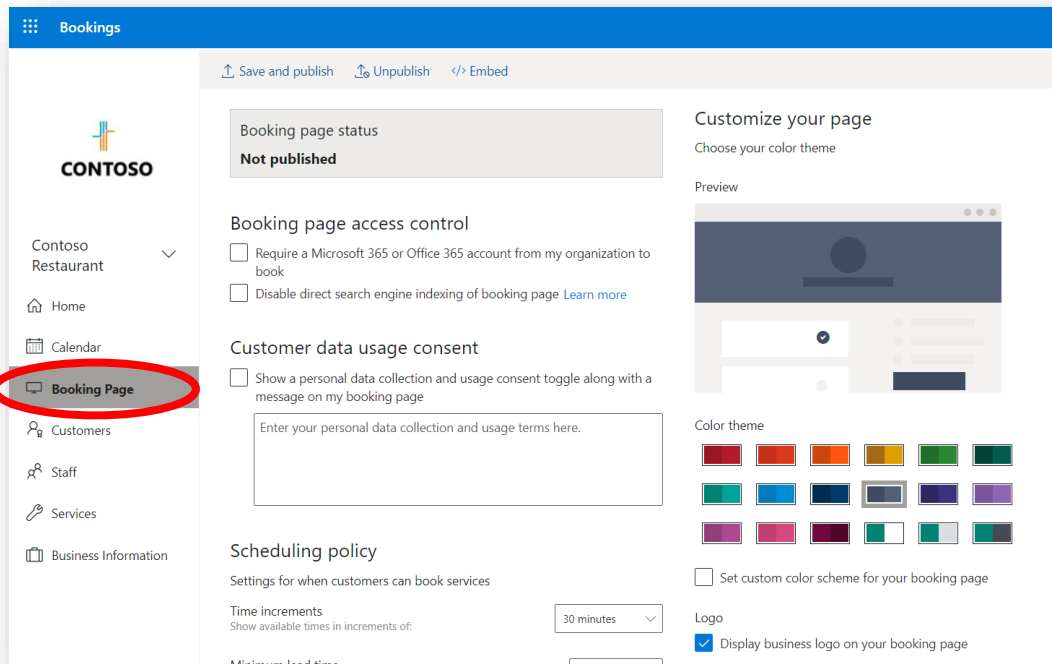 Bookings
Save and publish
Unpublish
</> Embed
CONTOSO
Contoso
Restaurant
Home
Calendar
Booking Page
Customers
Staff
Services
Business Information
Booking page status
Not published
Booking page access control
Require a Microsoft 365 or Office 365 account from my organization to
book
Disable direct search engine indexing of booking page Learn more
Customer data usage consent
Show a personal data collection and usage consent toggle along with a
message on my booking page
Enter your personal data collection and usage terms here.
Scheduling policy
Settings for when customers can book services
Time increments
Show available times in increments of:
30 minutes
Minimum lead time
Customize your page
Choose your color theme
Preview
Color theme
Set custom color scheme for your booking page
Logo
Display business logo on your booking page